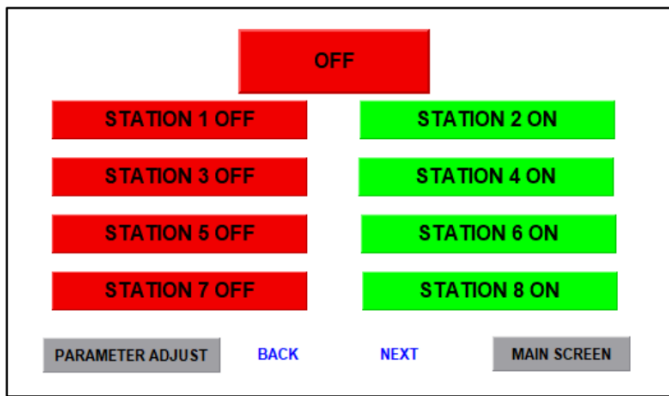 OFF
STATION 1 OFF
STATION 2 ON
STATION 3 OFF
STATION 4 ON
STATION 5 OFF
STATION 6 ON
STATION 7 OFF
STATION 8 ON
PARAMETER ADJUST
BACK
NEXT
MAIN SCREEN